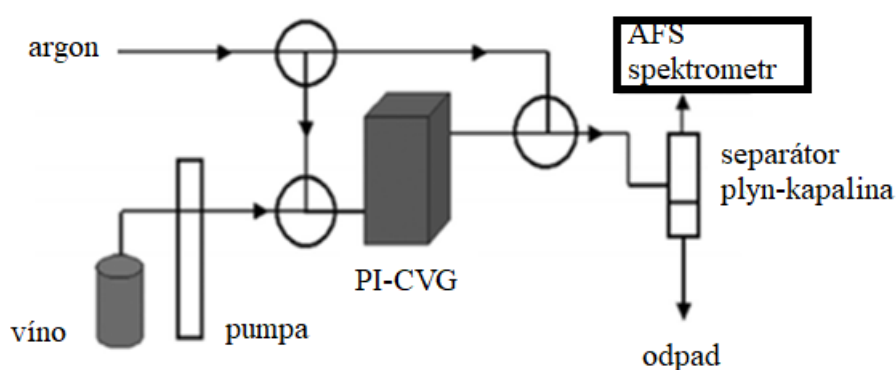 argon
AFS
spektrometr
separátor
plyn-kapalina
PI-CVG
víno
pumpa
odpad